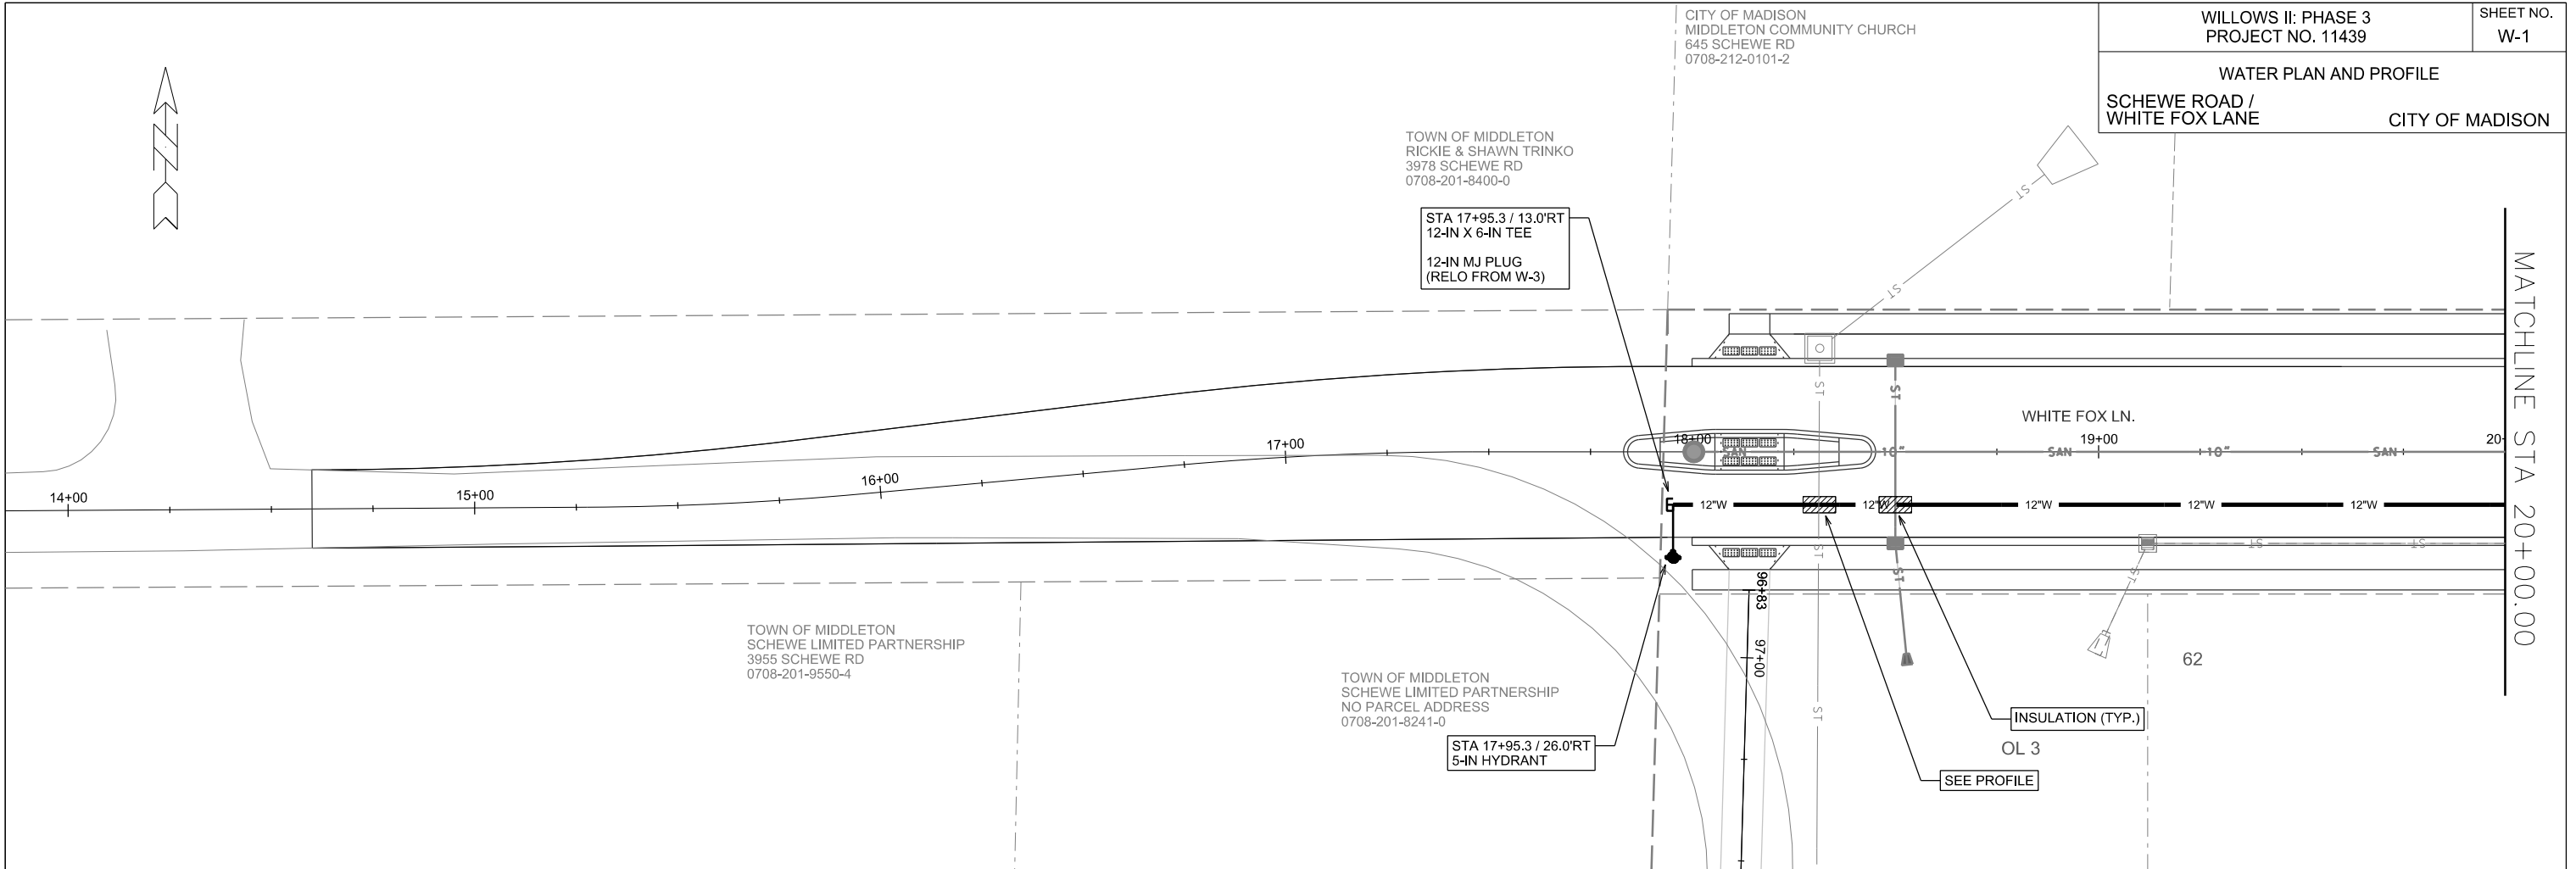 CITY OF MADISON
MIDDLETON COMMUNITY CHURCH
645 SCHEWE RD
0708-212-0101-2
WILLOWS II: PHASE 3
PROJECT NO. 11439
SHEET NO.
W-1
WATER PLAN AND PROFILE
SCHEWE ROAD /
WHITE FOX LANE
CITY OF MADISON
N
TOWN OF MIDDLETON
RICKIE & SHAWN TRINKO
3978 SCHEWE RD
0708-201-8400-0
STA 17+95.3 / 13.0'RT
12-IN X 6-IN TEE
12-IN MJ PLUG
(RELO FROM W-3)
ST
ST
ST
ST
MATCHLINE STA 20+00.00
WHITE FOX LN.
14+00
15+00
16+00
17+00
18+00
19+00
20
SAN
10"
SAN
10"
SAN
12"W
12"W
12"W
12"W
12"W
ST
ST
ST
ST
ST
ST
96+83
97+00
62
TOWN OF MIDDLETON
SCHEWE LIMITED PARTNERSHIP
3955 SCHEWE RD
0708-201-9550-4
TOWN OF MIDDLETON
SCHEWE LIMITED PARTNERSHIP
NO PARCEL ADDRESS
0708-201-8241-0
STA 17+95.3 / 26.0'RT
5-IN HYDRANT
INSULATION (TYP.)
OL 3
SEE PROFILE